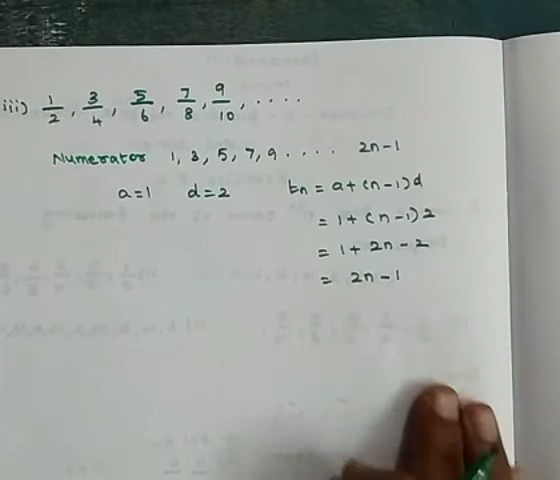 iii) 1/2, 3/4, 5/6, 7/8, 9/10, ....
Numerator 1, 3, 5, 7, 9 .... 2n-1
a=1 d=2 tn = a+(n-1)d
= 1+(n-1)2
= 1+2n-2
= 2n-1